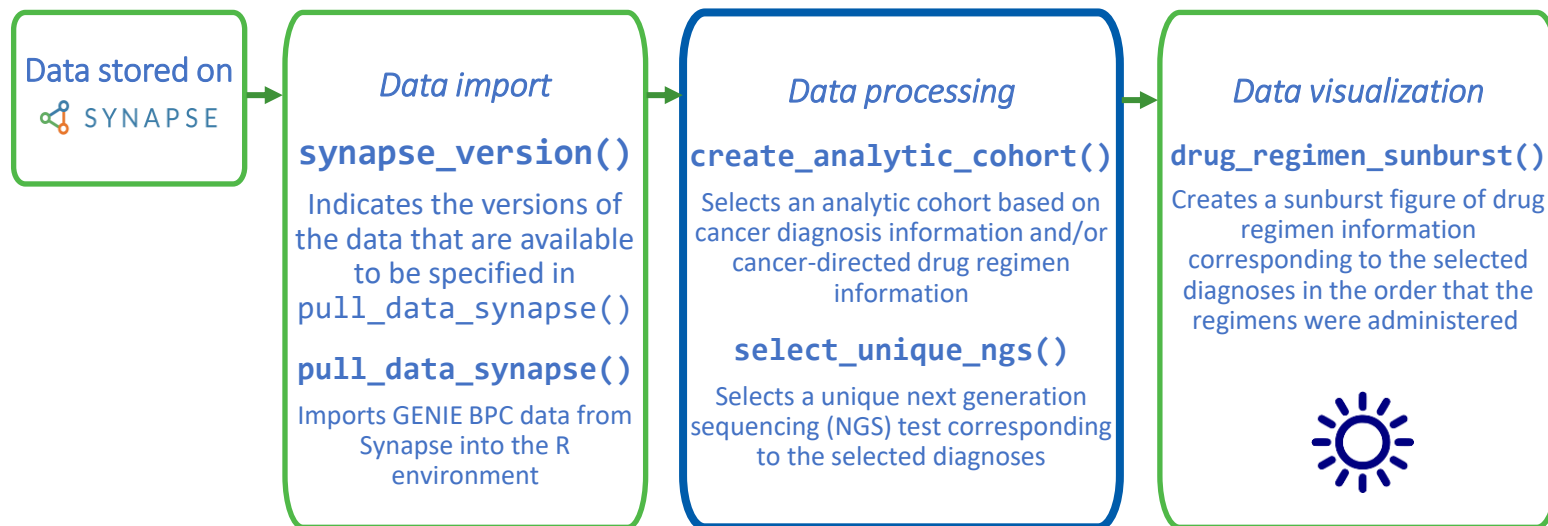 Data stored on
SYNAPSE
Data import
synapse_version()
Indicates the versions of
the data that are available
to be specified in
pull_data_synapse()
pull_data_synapse()
Imports GENIE BPC data from
Synapse into the R
environment
Data processing
create_analytic_cohort()
Selects an analytic cohort based on
cancer diagnosis information and/or
cancer-directed drug regimen
information
select_unique_ngs()
Selects a unique next generation
sequencing (NGS) test corresponding
to the selected diagnoses
Data visualization
drug_regimen_sunburst()
Creates a sunburst figure of drug
regimen information
corresponding to the selected
diagnoses in the order that the
regimens were administered